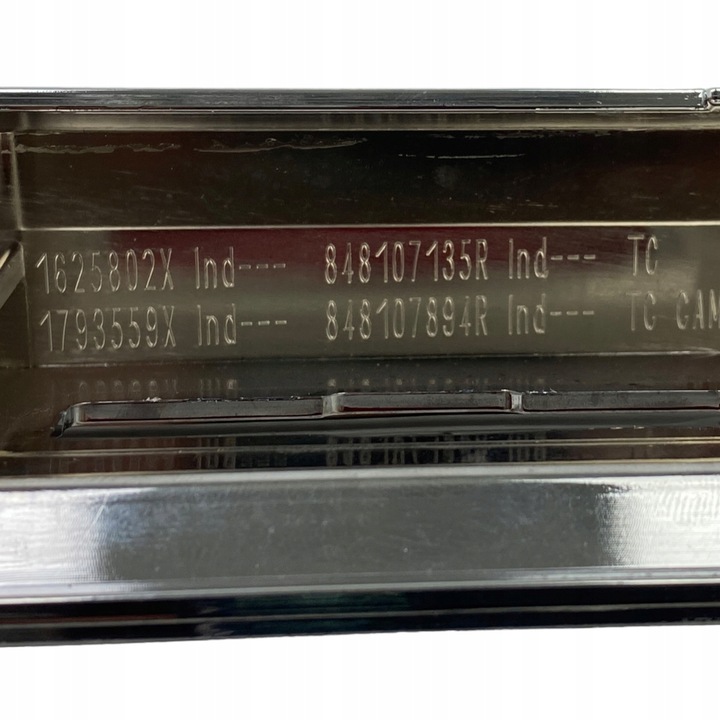 1625802X Ind--- 848107135R Ind--- TC
1793559X Ind--- 848107894R Ind--- TC CAM